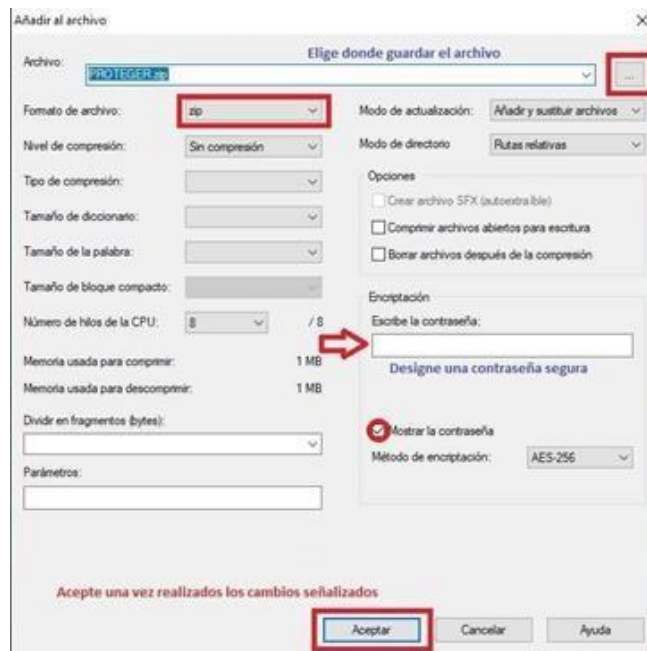 Añadir al archivo
Elige donde guardar el archivo
Archivo:
PROTEGER.zip
...
Formato de archivo:
zip
Modo de actualización:
Añadir y sustituir archivos
Nivel de compresión:
Sin compresión
Modo de directorio
Rutas relativas
Tipo de compresión:
Opciones
Crear archivo SFX (autoextraíble)
Tamaño de diccionario:
Comprimir archivos abiertos para escritura
Tamaño de la palabra:
Borrar archivos después de la compresión
Tamaño de bloque compacto:
Encriptación
Número de hilos de la CPU:
8
/ 8
Escribe la contraseña:
Memoria usada para comprimir:
1 MB
Designe una contraseña segura
Memoria usada para descomprimir:
1 MB
Dividir en fragmentos (bytes):
Mostrar la contraseña
Método de encriptación:
AES-256
Parámetros:
Acepte una vez realizados los cambios señalizados
Aceptar
Cancelar
Ayuda